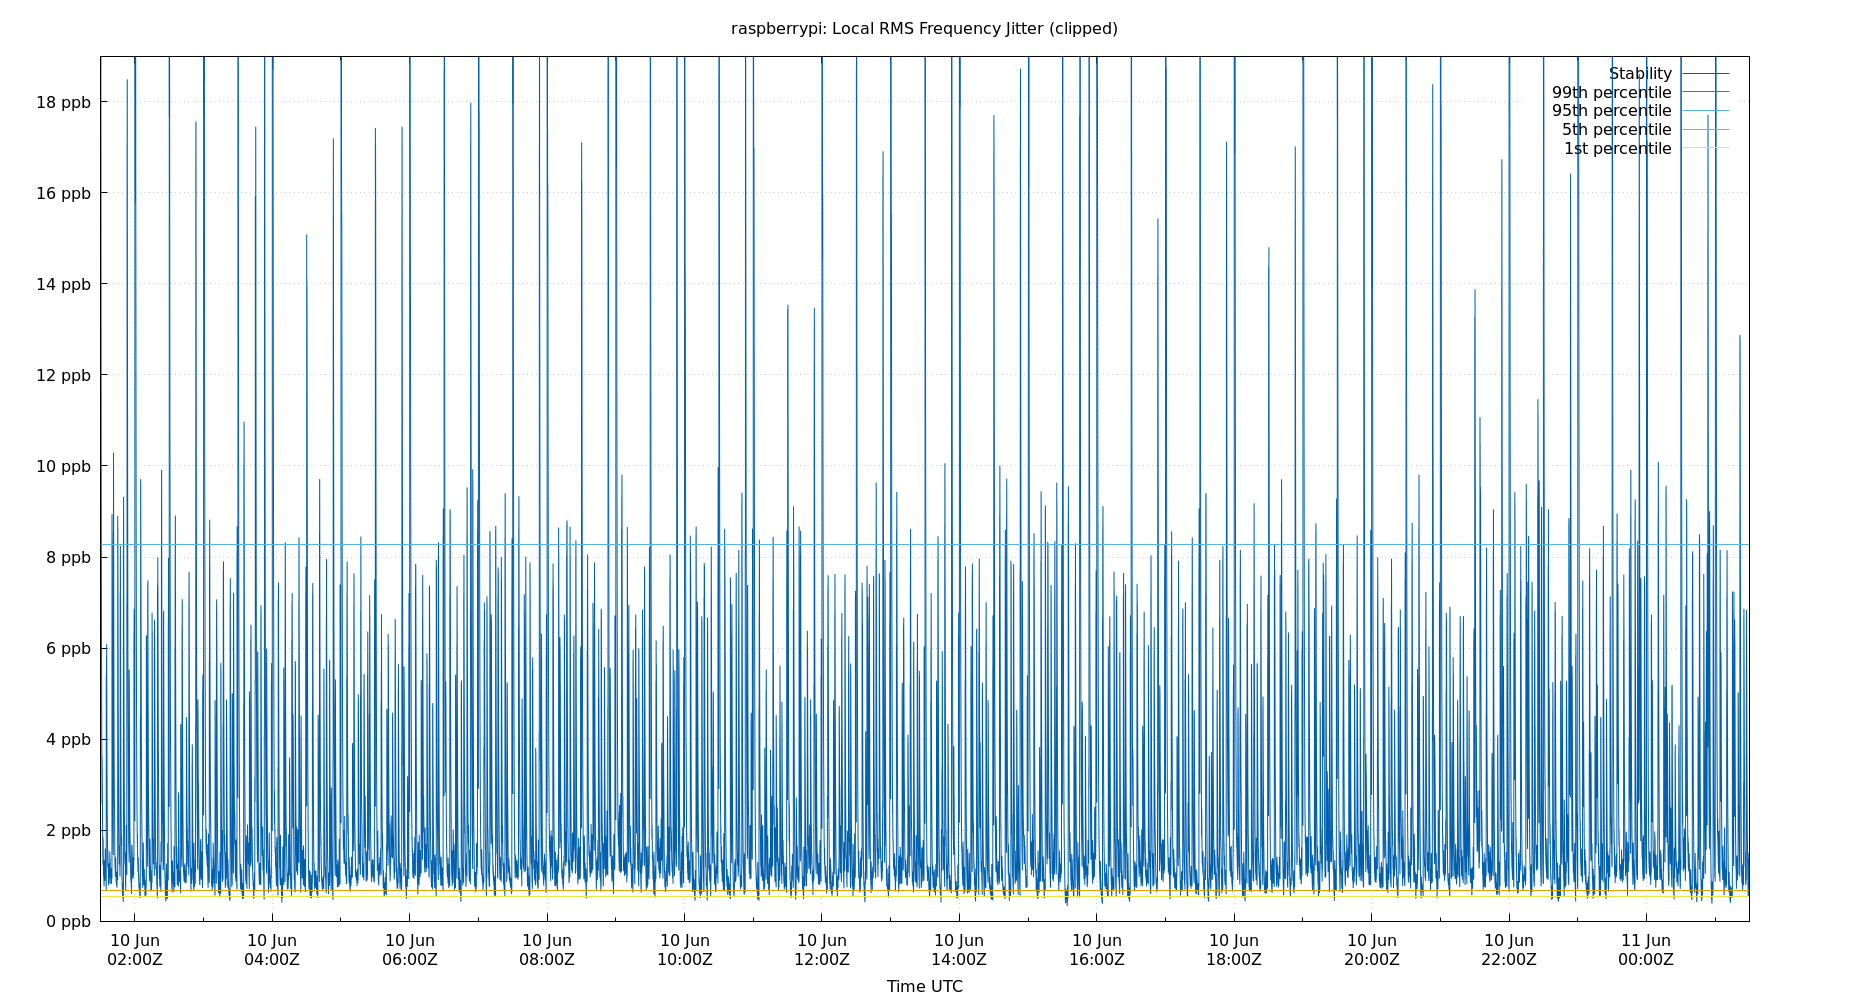 raspberrypi: Local RMS Frequency Jitter (clipped)
Stability
99th percentile
95th percentile
5th percentile
1st percentile
18 ppb
16 ppb
14 ppb
12 ppb
10 ppb
8 ppb
6 ppb
4 ppb
2 ppb
0 ppb
10 Jun 10 Jun 10 Jun 10 Jun 10 Jun 10 Jun 10 Jun 10 Jun 10 Jun 10 Jun 10 Jun 11 Jun
02:00Z 04:00Z 06:00Z 08:00Z 10:00Z 12:00Z 14:00Z 16:00Z 18:00Z 20:00Z 22:00Z 00:00Z
Time UTC